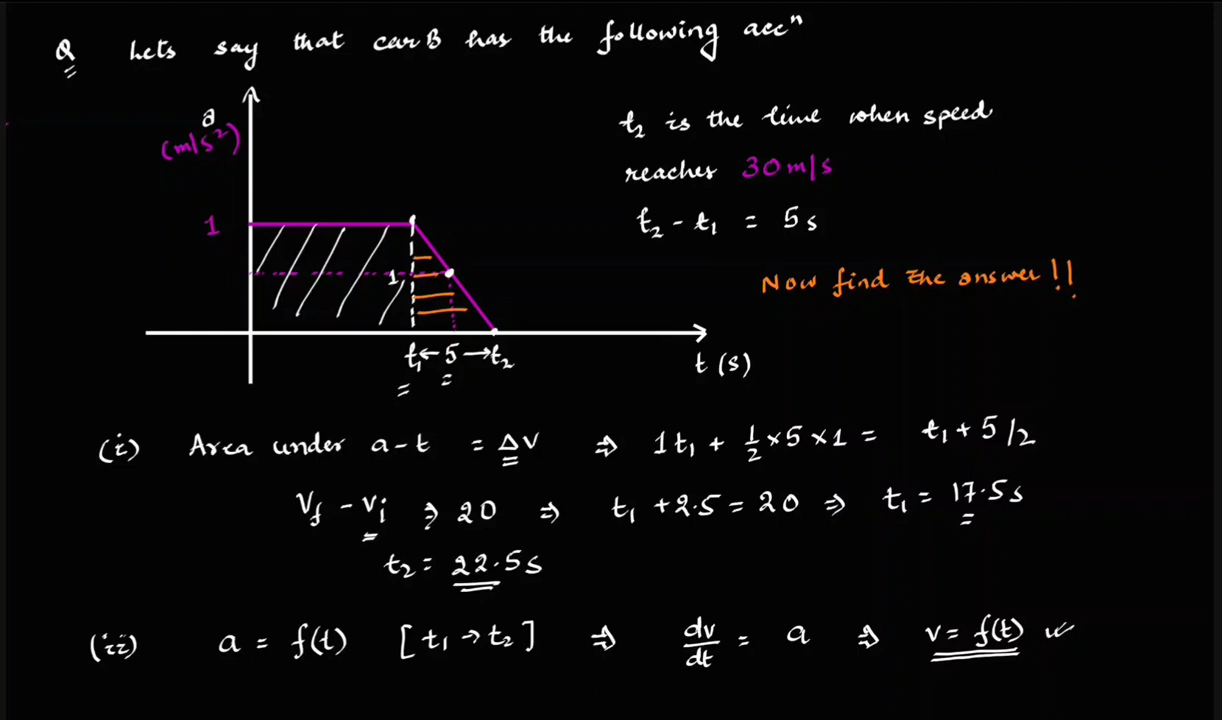 Q Lets say that car B has the following accⁿ
a
(m/s²)
1
1
t₁ ← 5 → t₂
t (s)
t₂ is the time when speed
reaches 30 m/s
t₂ - t₁ = 5 s
Now find the answer!!
(i) Area under a-t = Δv ⇒ 1t₁ + 1/2 × 5 × 1 = t₁ + 5/2
Vf - Vi ⇒ 20 ⇒ t₁ + 2.5 = 20 ⇒ t₁ = 17.5 s
t₂ = 22.5 s
(ii) a = f(t) [t₁ → t₂] ⇒ dv/dt = a ⇒ v = f(t)